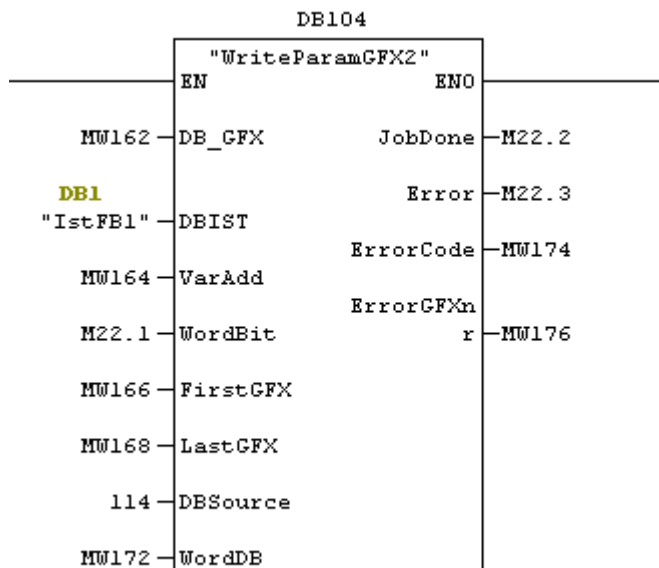 DB104
"WriteParamGFX2"
EN ENO
MW162 DB_GFX JobDone M22.2
DB1 Error M22.3
"IstFB1" DBIST
ErrorCode MW174
MW164 VarAdd
ErrorGFXn
M22.1 WordBit r MW176
MW166 FirstGFX
MW168 LastGFX
114 DBSource
MW172 WordDB